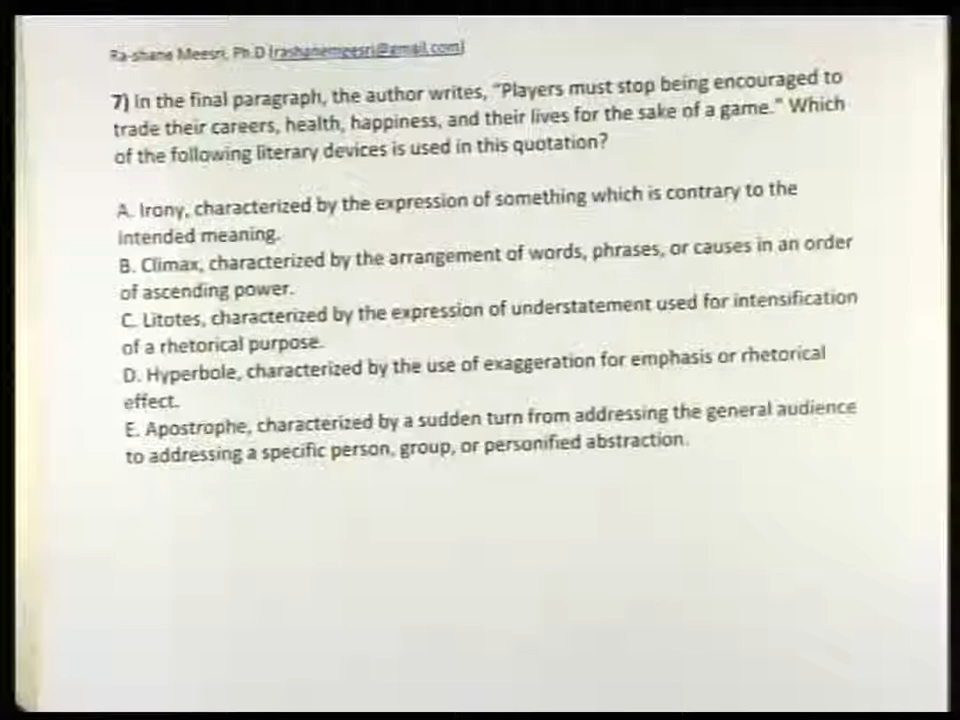 Ra-shane Meesri, Ph.D (rashanemeesri@gmail.com)
7) In the final paragraph, the author writes, "Players must stop being encouraged to
trade their careers, health, happiness, and their lives for the sake of a game." Which
of the following literary devices is used in this quotation?
A. Irony, characterized by the expression of something which is contrary to the
intended meaning.
B. Climax, characterized by the arrangement of words, phrases, or causes in an order
of ascending power.
C. Litotes, characterized by the expression of understatement used for intensification
of a rhetorical purpose.
D. Hyperbole, characterized by the use of exaggeration for emphasis or rhetorical
effect.
E. Apostrophe, characterized by a sudden turn from addressing the general audience
to addressing a specific person, group, or personified abstraction.